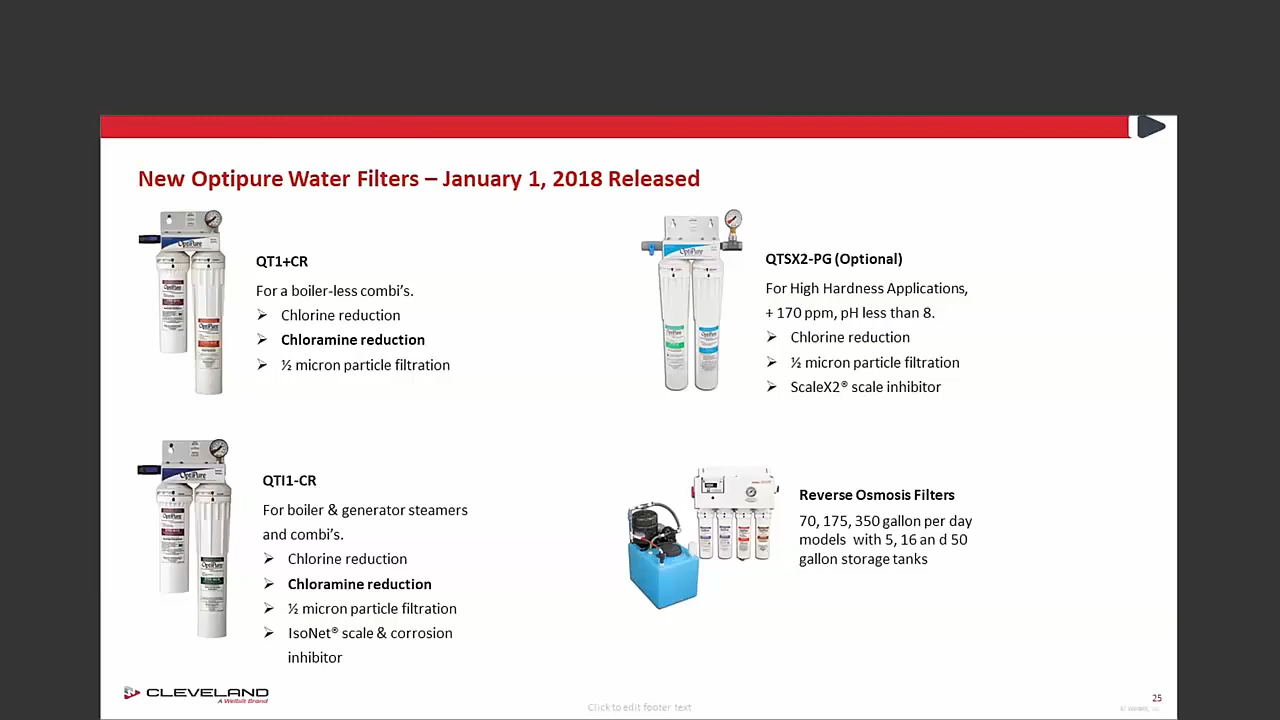 New Optipure Water Filters – January 1, 2018 Released
OptiPure
QT1+CR
For a boiler-less combi’s.
➢ Chlorine reduction
➢ Chloramine reduction
➢ ½ micron particle filtration
OptiPure
QTSX2-PG (Optional)
For High Hardness Applications,
+ 170 ppm, pH less than 8.
➢ Chlorine reduction
➢ ½ micron particle filtration
➢ ScaleX2® scale inhibitor
OptiPure
QTI1-CR
For boiler & generator steamers
and combi’s.
➢ Chlorine reduction
➢ Chloramine reduction
➢ ½ micron particle filtration
➢ IsoNet® scale & corrosion
inhibitor
Reverse Osmosis Filters
70, 175, 350 gallon per day
models with 5, 16 an d 50
gallon storage tanks
CLEVELAND
A Welbilt Brand
Click to edit footer text
25